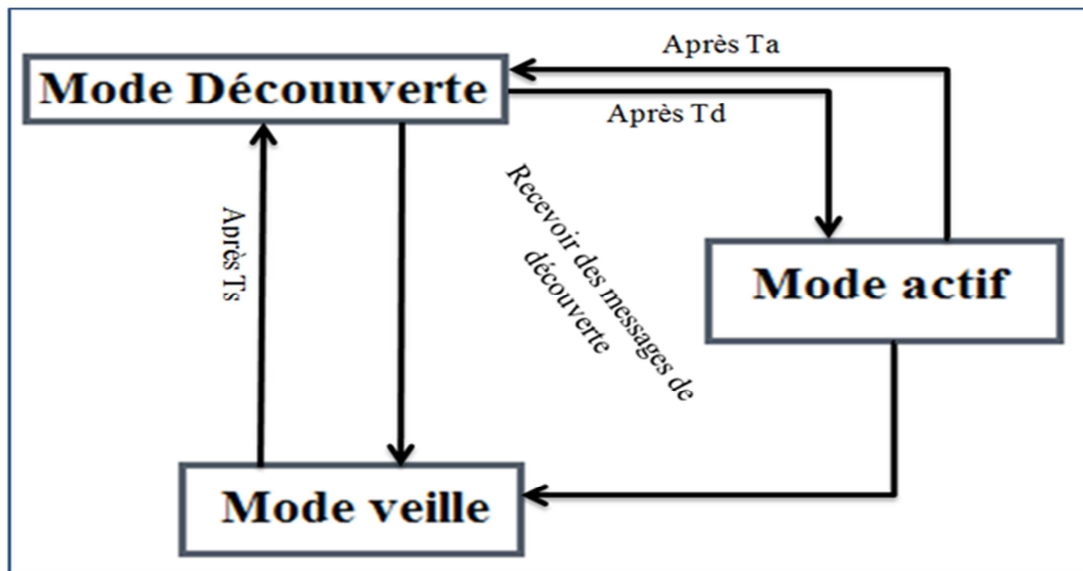 Après Ta
Mode Découuverte
Après Td
Recevoir des messages de
découverte
Après Ts
Mode actif
Mode veille